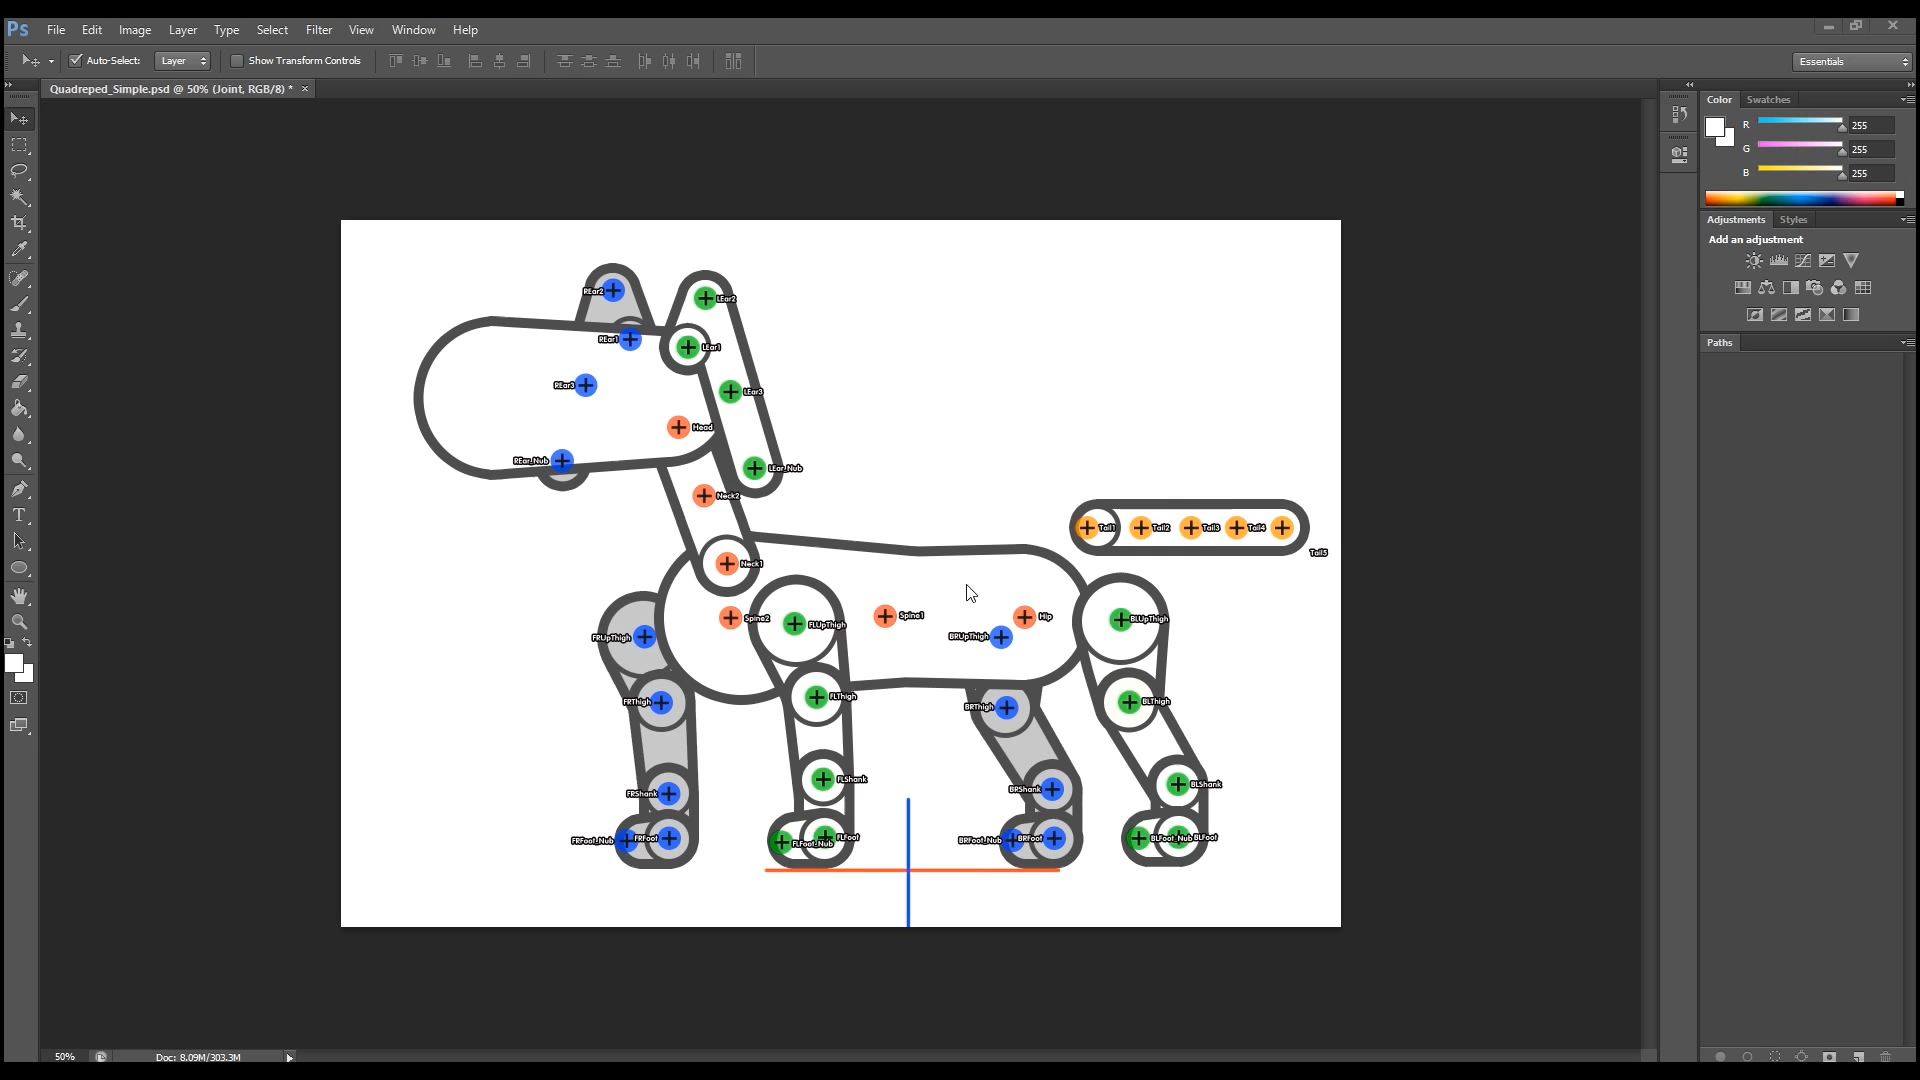 Ps File Edit Image Layer Type Select Filter View Window Help
Auto-Select: Layer Show Transform Controls Essentials
Quadreped_Simple.psd @ 50% (Joint, RGB/8) * ×
Color Swatches
R 255
G 255
B 255
Adjustments Styles
Add an adjustment
Paths
REar2
LEar2
REar1
LEar1
REar3
LEar3
Head
REar_Nub
LEar_Nub
Neck2
Tail1 Tail2 Tail3 Tail4
Tail5
Neck1
Spine2
FLUpThigh
Spine1
Hip
BLUpThigh
FRUpThigh
BRUpThigh
FRThigh
FLThigh
BRThigh
BLThigh
FRShank
FLShank
BRShank
BLShank
FRFoot_Nub FRFoot
FLFoot_Nub FLFoot
BRFoot_Nub BRFoot
BLFoot_Nub BLFoot
50% Doc: 8.09M/303.3M